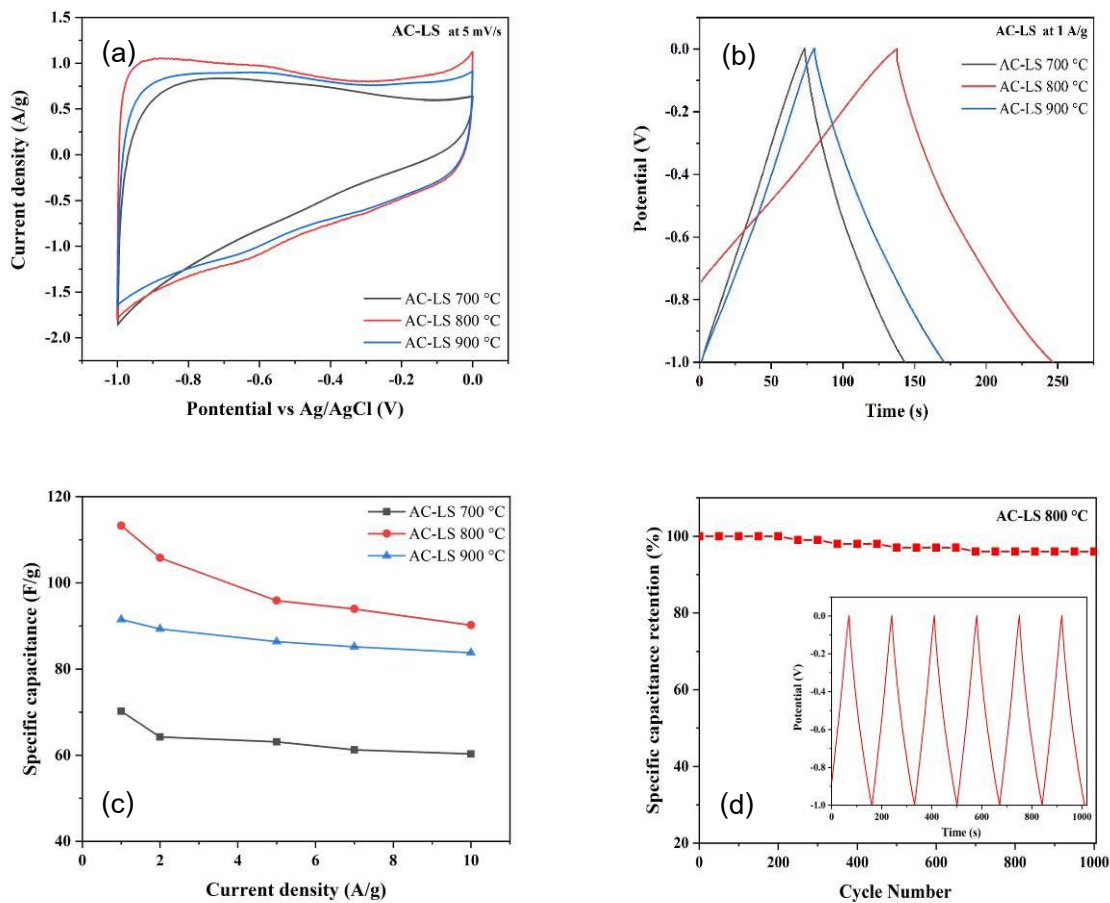 (a)
AC-LS at 5 mV/s
1.5
1.0
0.5
0.0
-0.5
-1.0
-1.5
-2.0
Current density (A/g)
AC-LS 700 °C
AC-LS 800 °C
AC-LS 900 °C
-1.0 -0.8 -0.6 -0.4 -0.2 0.0
Pontential vs Ag/AgCl (V)
(b)
AC-LS at 1 A/g
AC-LS 700 °C
AC-LS 800 °C
AC-LS 900 °C
0.0
-0.2
-0.4
-0.6
-0.8
-1.0
Potential (V)
0 50 100 150 200 250
Time (s)
AC-LS 700 °C
AC-LS 800 °C
AC-LS 900 °C
120
100
80
60
40
Specific capacitance (F/g)
(c)
0 2 4 6 8 10
Current density (A/g)
AC-LS 800 °C
100
80
60
40
20
Specific capacitance retention (%)
0.0
-0.2
-0.4
-0.6
-0.8
-1.0
Potential (V)
0 200 400 600 800 1000
Time (s)
(d)
0 200 400 600 800 1000
Cycle Number